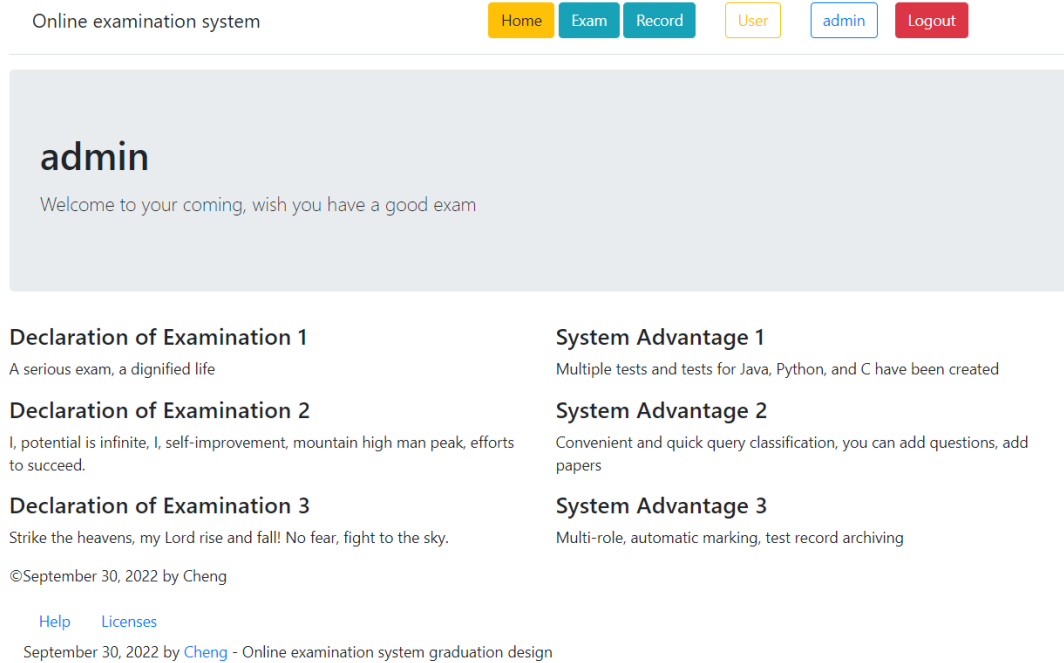 Online examination system
Home Exam Record User admin Logout
admin
Welcome to your coming, wish you have a good exam
Declaration of Examination 1
A serious exam, a dignified life
Declaration of Examination 2
I, potential is infinite, I, self-improvement, mountain high man peak, efforts
to succeed.
Declaration of Examination 3
Strike the heavens, my Lord rise and fall! No fear, fight to the sky.
System Advantage 1
Multiple tests and tests for Java, Python, and C have been created
System Advantage 2
Convenient and quick query classification, you can add questions, add
papers
System Advantage 3
Multi-role, automatic marking, test record archiving
©September 30, 2022 by Cheng
Help Licenses
September 30, 2022 by Cheng - Online examination system graduation design